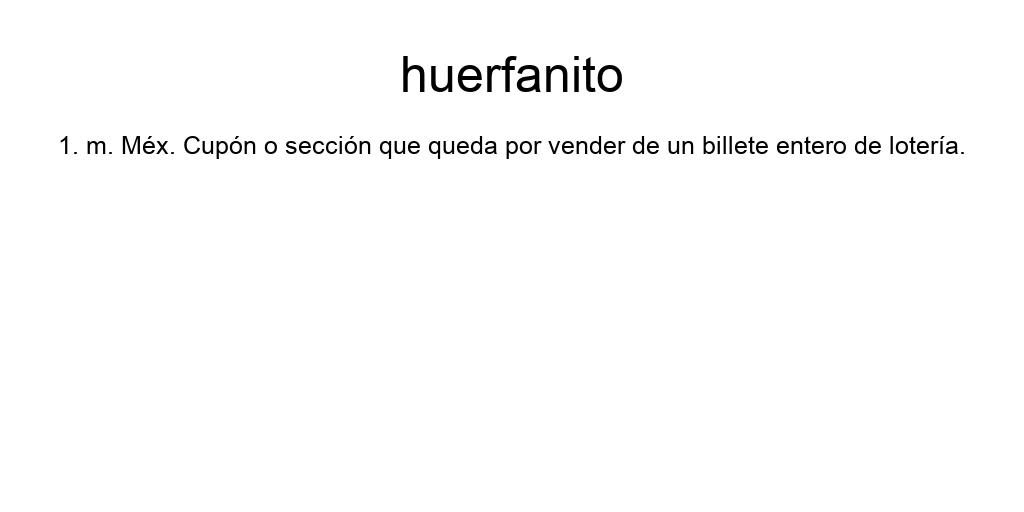 huerfanito
1. m. Méx. Cupón o sección que queda por vender de un billete entero de lotería.